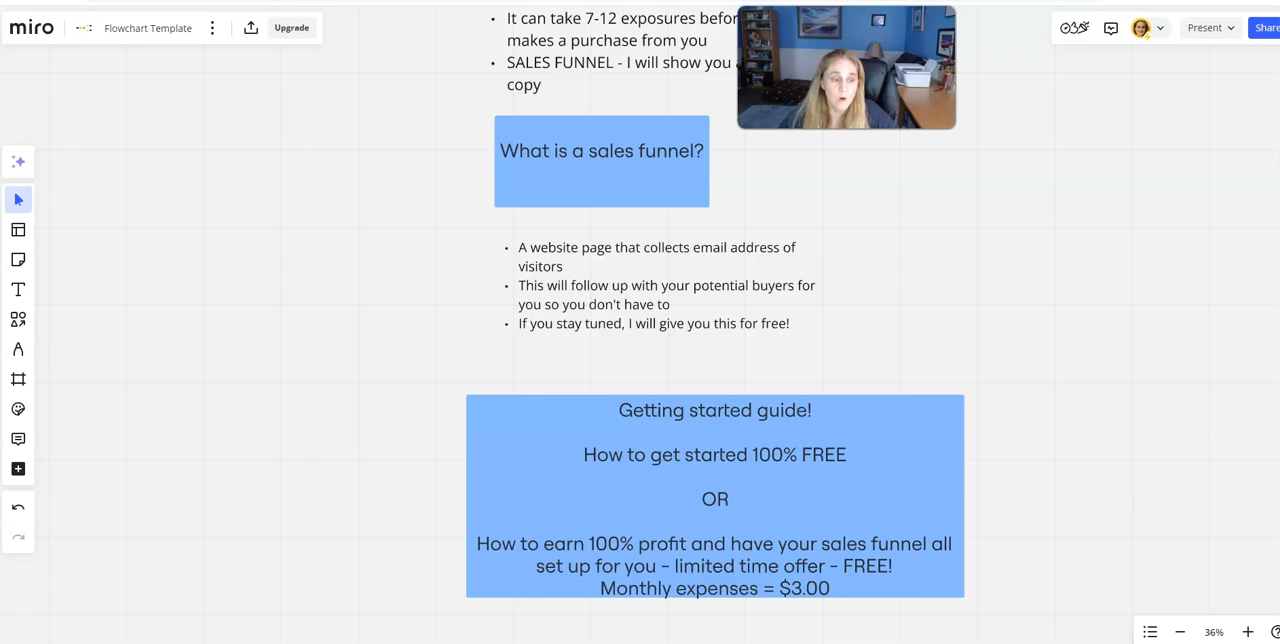 miro
Flowchart Template
Upgrade
Present
Share
It can take 7-12 exposures
makes a purchase from you
SALES FUNNEL - I will show you
copy
What is a sales funnel?
A website page that collects email address of
visitors
This will follow up with your potential buyers for
you so you don't have to
If you stay tuned, I will give you this for free!
Getting started guide!
How to get started 100% FREE
OR
How to earn 100% profit and have your sales funnel all
set up for you - limited time offer - FREE!
Monthly expenses = $3.00
36%